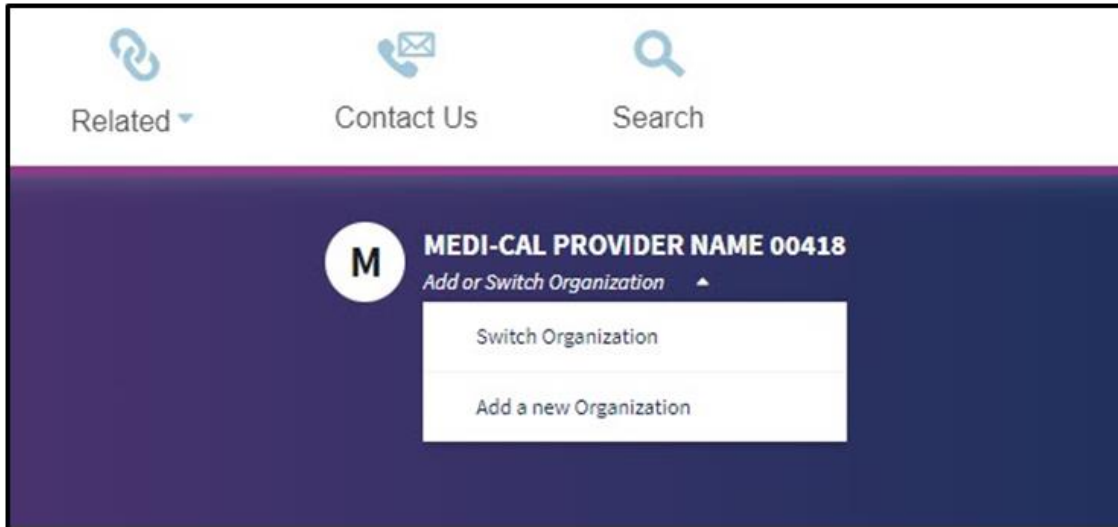 Related
Contact Us
Search
M
MEDI-CAL PROVIDER NAME 00418
Add or Switch Organization
Switch Organization
Add a new Organization